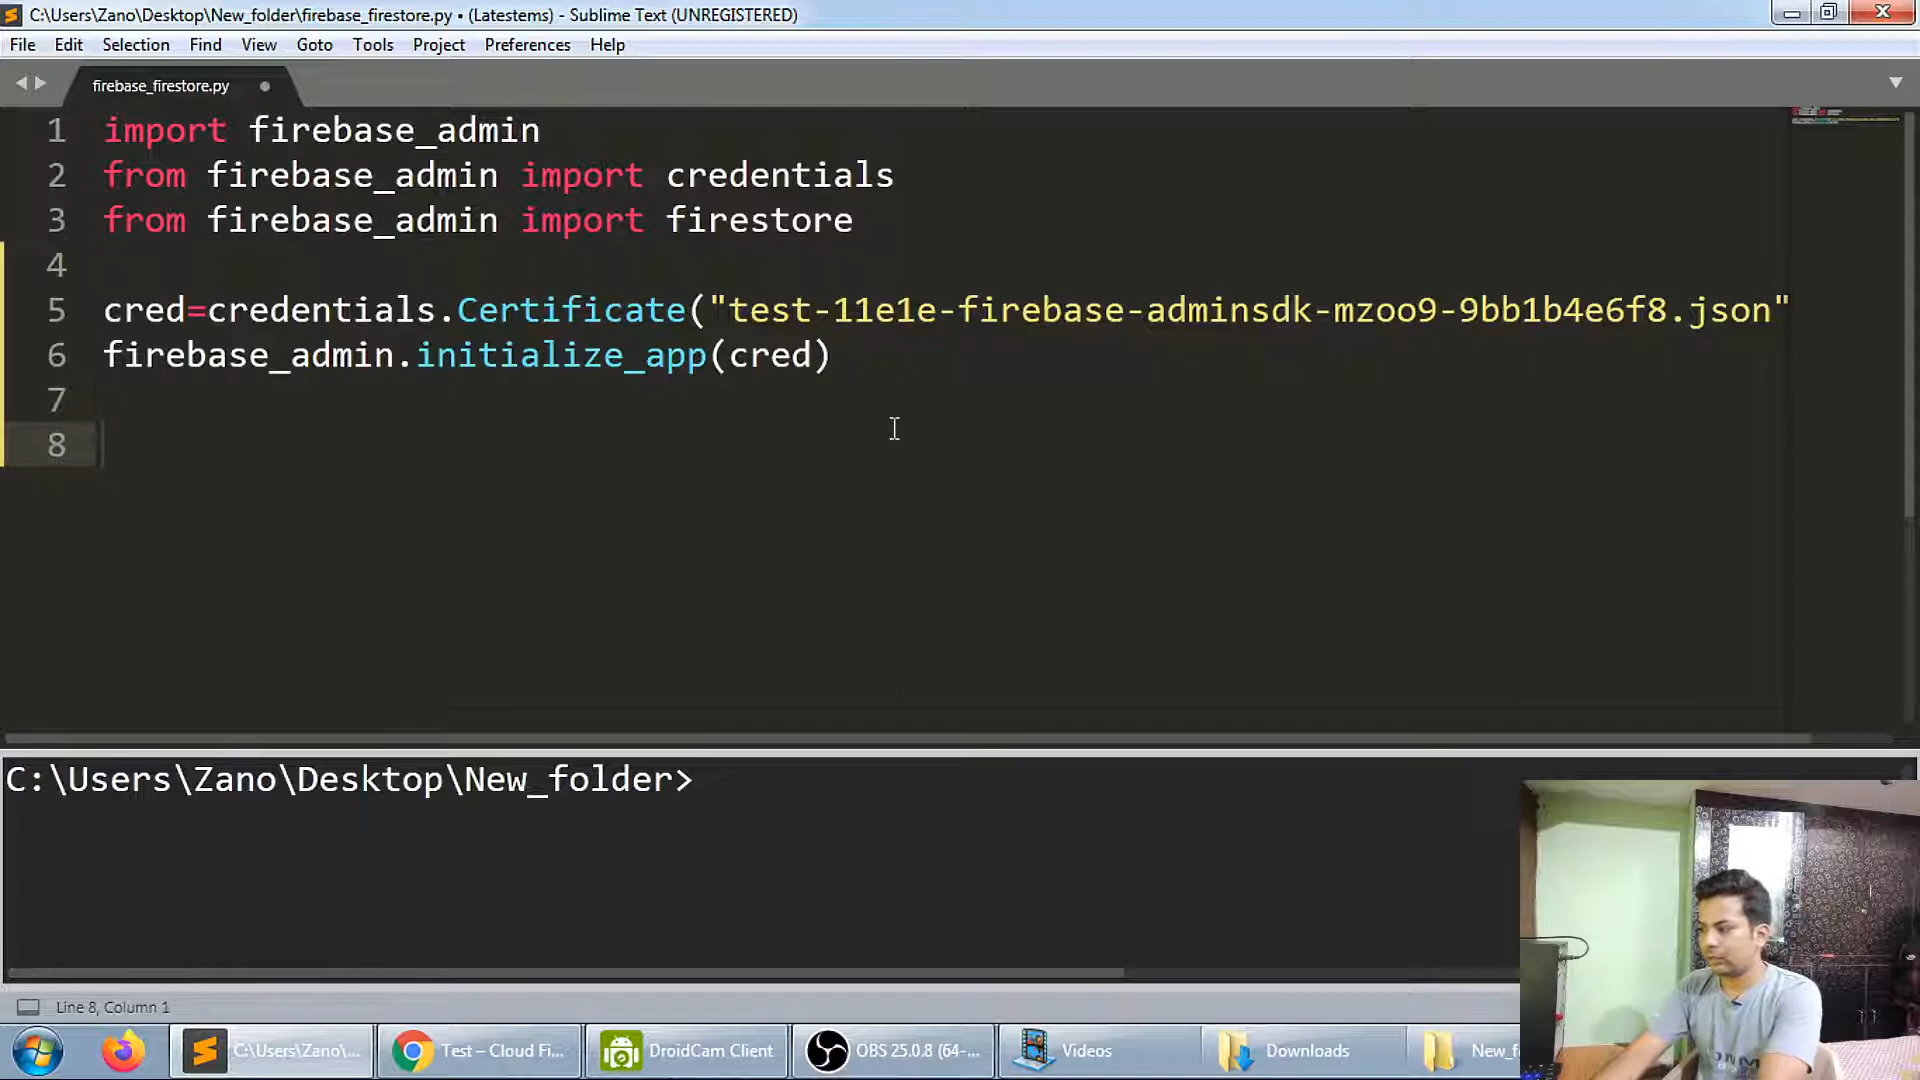 C:\Users\Zano\Desktop\New_folder\firebase_firestore.py • (Latestems) - Sublime Text (UNREGISTERED)
File Edit Selection Find View Goto Tools Project Preferences Help
firebase_firestore.py
1 import firebase_admin
2 from firebase_admin import credentials
3 from firebase_admin import firestore
4
5 cred=credentials.Certificate("test-11e1e-firebase-adminsdk-mzoo9-9bb1b4e6f8.json"
6 firebase_admin.initialize_app(cred)
7
8
C:\Users\Zano\Desktop\New_folder>
Line 8, Column 1
C:\Users\Zano\... Test – Cloud Fi... DroidCam Client OBS 25.0.8 (64-... Videos Downloads New_f